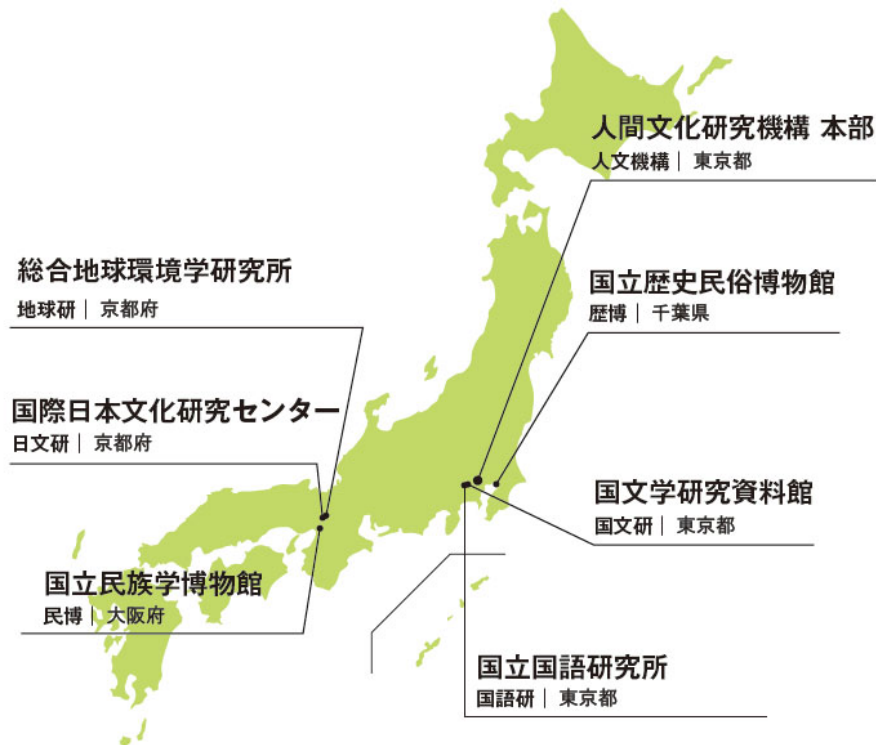 人間文化研究機構 本部
人文機構｜東京都
総合地球環境学研究所
地球研｜京都府
国立歴史民俗博物館
歴博｜千葉県
国際日本文化研究センター
日文研｜京都府
国文学研究資料館
国文研｜東京都
国立民族学博物館
民博｜大阪府
国立国語研究所
国語研｜東京都